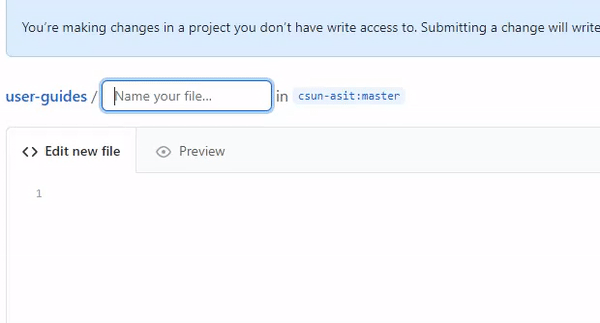 You're making changes in a project you don't have write access to. Submitting a change will write
user-guides / Name your file... in csun-asit:master
<> Edit new file Preview
1